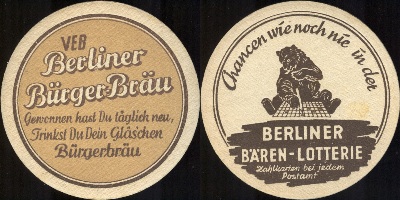 VEB
Berliner
Bürger-Bräu
Gewonnen hast Du täglich neu,
Trinkst Du Dein Gläschen
Bürgerbräu
Chancen wie noch nie in der
BERLINER
BÄREN-LOTTERIE
Zahlkarten bei jedem
Postamt